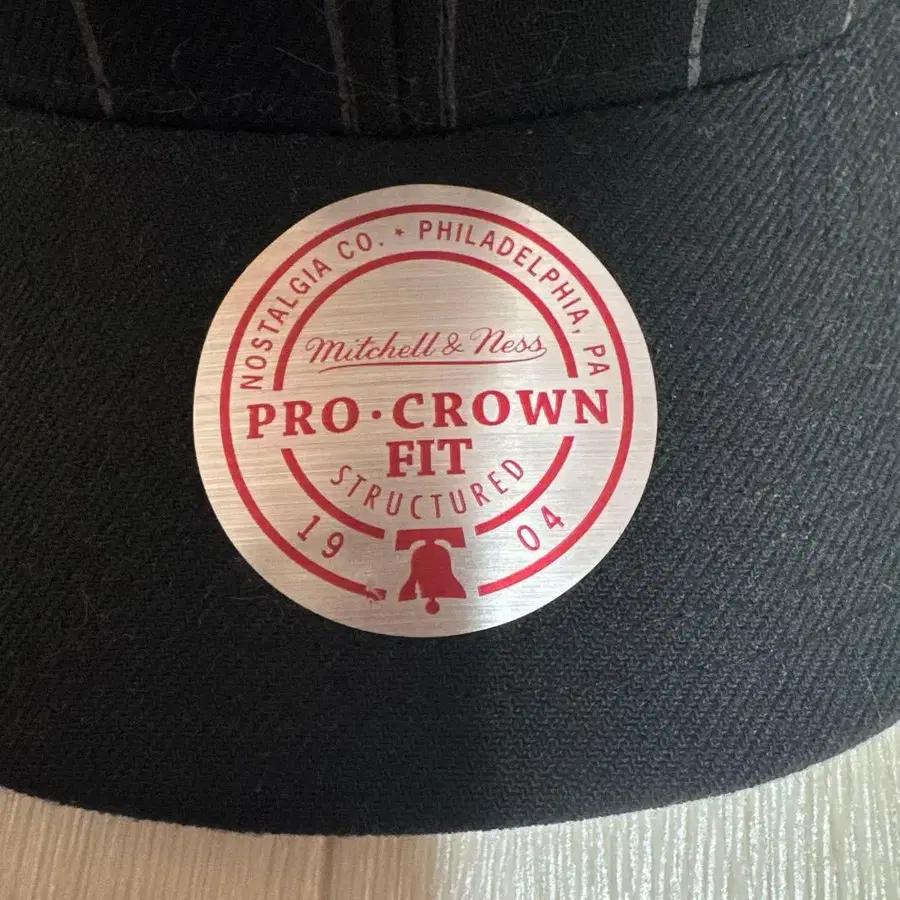 NOSTALGIA CO. ★ PHILADELPHIA, PA
Mitchell & Ness
PRO·CROWN
FIT
STRUCTURED
19 04